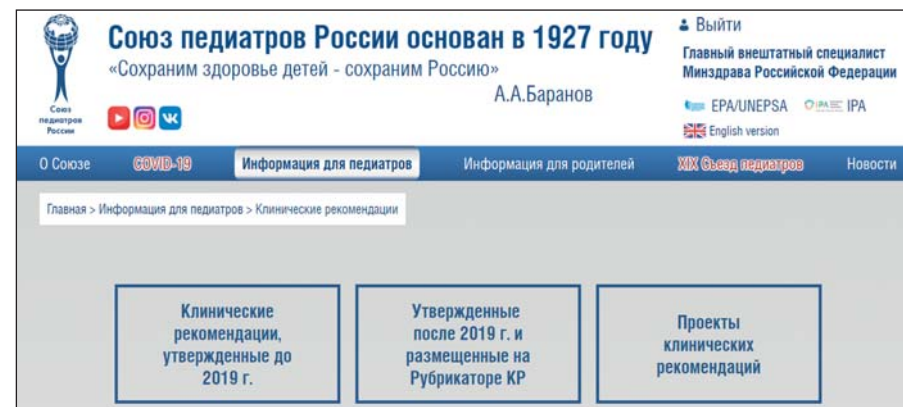 Союз
педиатров
России
Союз педиатров России основан в 1927 году
«Сохраним здоровье детей - сохраним Россию»
А.А.Баранов
Выйти
Главный внештатный специалист
Минздрава Российской Федерации
EPA/UNEPSA IPA
English version
О Союзе COVID-19 Информация для педиатров Информация для родителей XIX Съезд педиатров Новости
Главная > Информация для педиатров > Клинические рекомендации
Клинические
рекомендации,
утвержденные до
2019 г.
Утвержденные
после 2019 г. и
размещенные на
Рубрикаторе КР
Проекты
клинических
рекомендаций